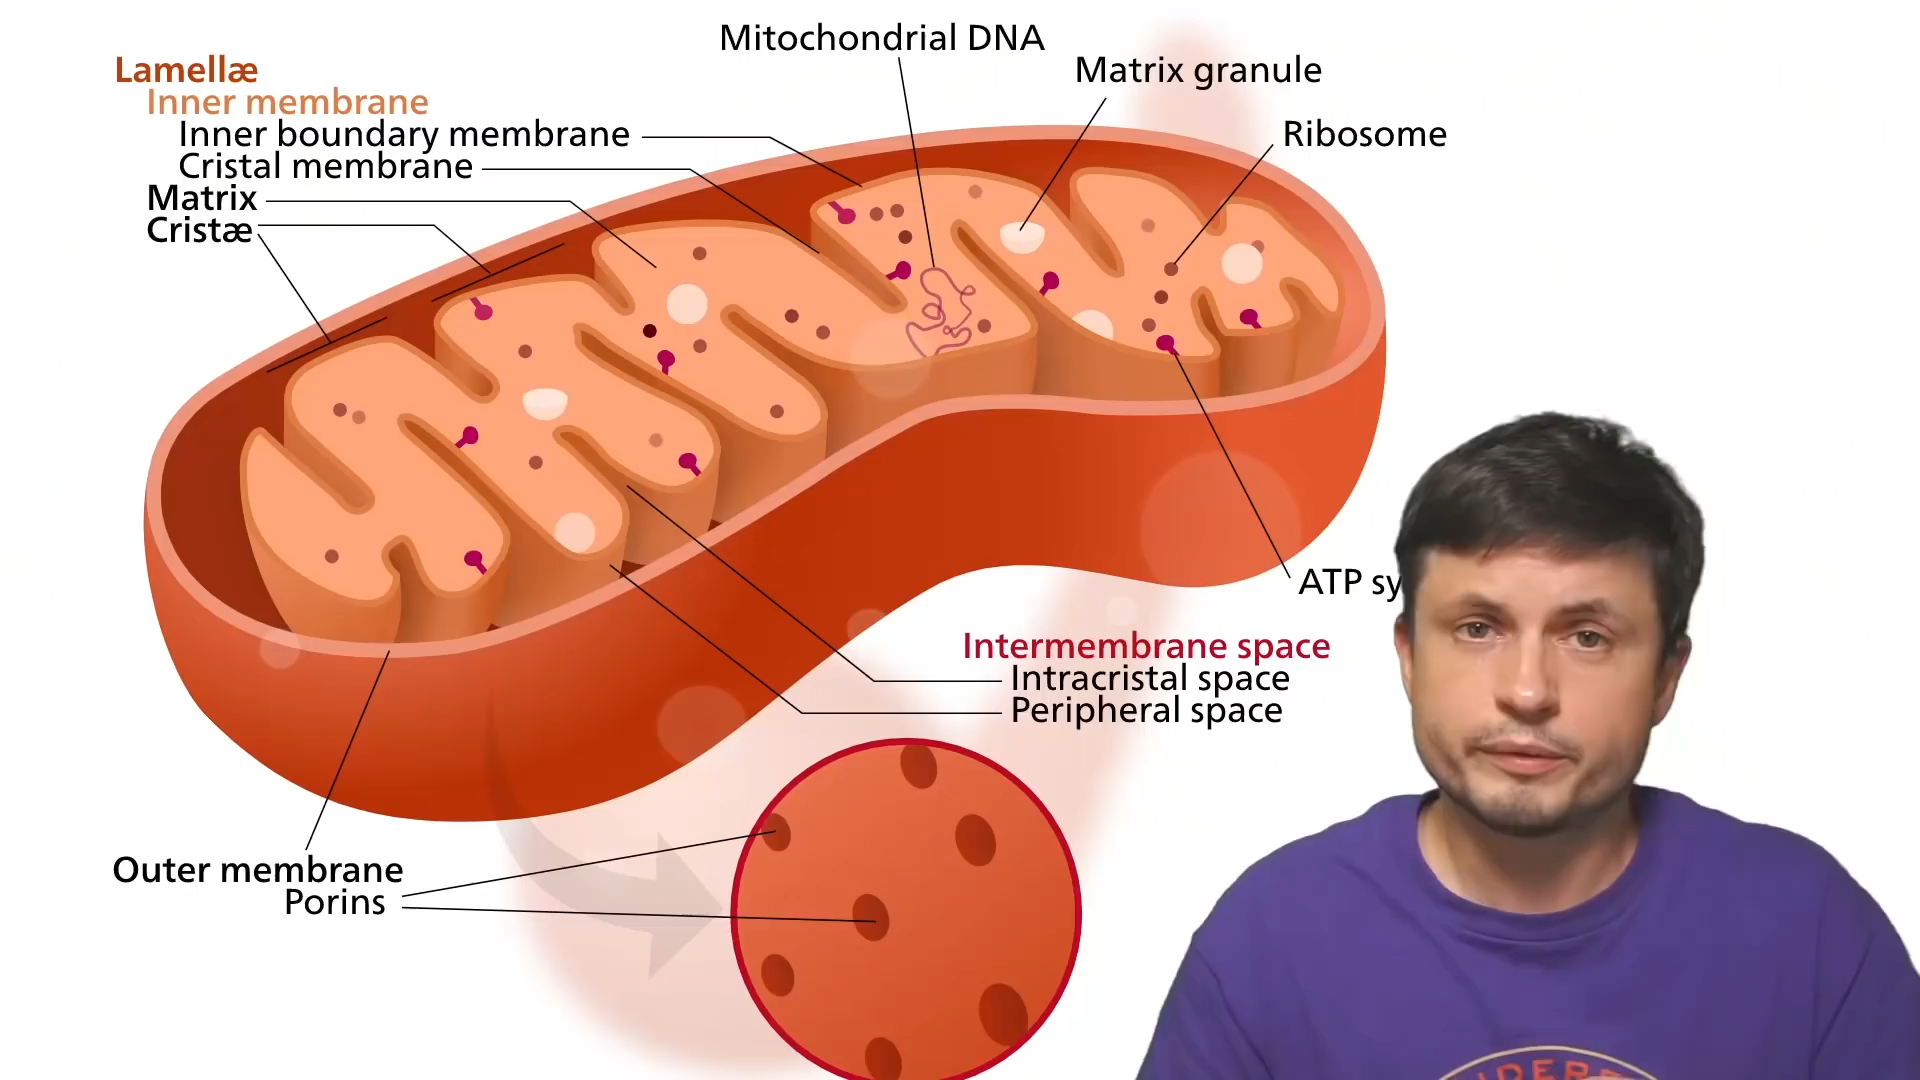 Mitochondrial DNA
Matrix granule
Ribosome
Lamellæ
Inner membrane
Inner boundary membrane
Cristal membrane
Matrix
Cristæ
ATP sy
Intermembrane space
Intracristal space
Peripheral space
Outer membrane
Porins